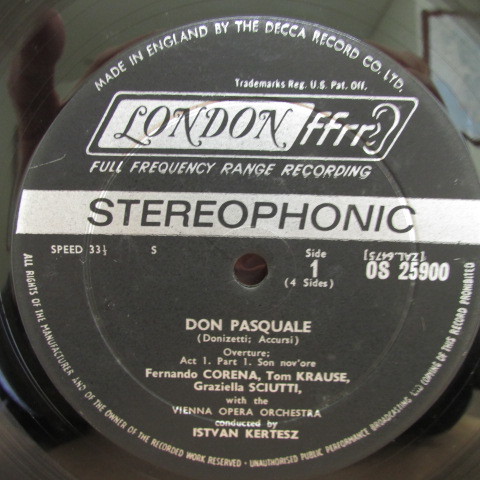 MADE IN ENGLAND BY THE DECCA RECORD CO. LTD.
Trademarks Reg. U.S. Pat. Off.
LONDON ffrr
FULL FREQUENCY RANGE RECORDING
STEREOPHONIC
SPEED 33⅓
S
Side
1
(4 Sides)
[ZAL.6475]
OS 25900
DON PASQUALE
(Donizetti; Accursi)
Overture;
Act 1. Part 1. Son nov'ore
Fernando CORENA, Tom KRAUSE,
Graziella SCIUTTI,
with the
VIENNA OPERA ORCHESTRA
conducted by
ISTVAN KERTESZ
ALL RIGHTS OF THE MANUFACTURER AND OF THE OWNER OF THE RECORDED WORK RESERVED - UNAUTHORISED PUBLIC PERFORMANCE BROADCASTING AND COPYING OF THIS RECORD PROHIBITED